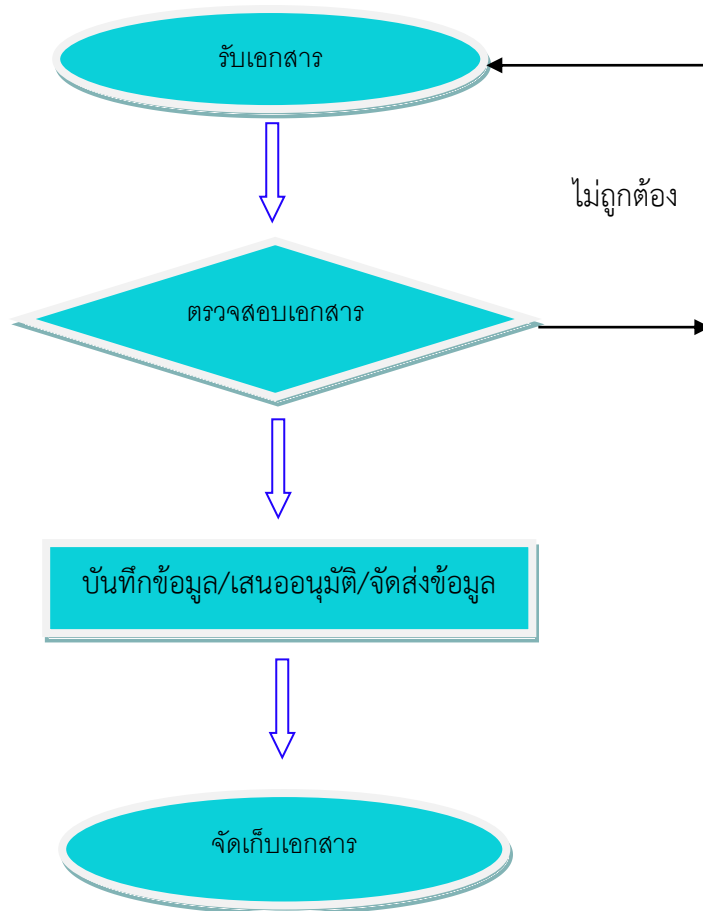 รับเอกสาร
ไม่ถูกต้อง
ตรวจสอบเอกสาร
บันทึกข้อมูล/เสนออนุมัติ/จัดส่งข้อมูล
จัดเก็บเอกสาร